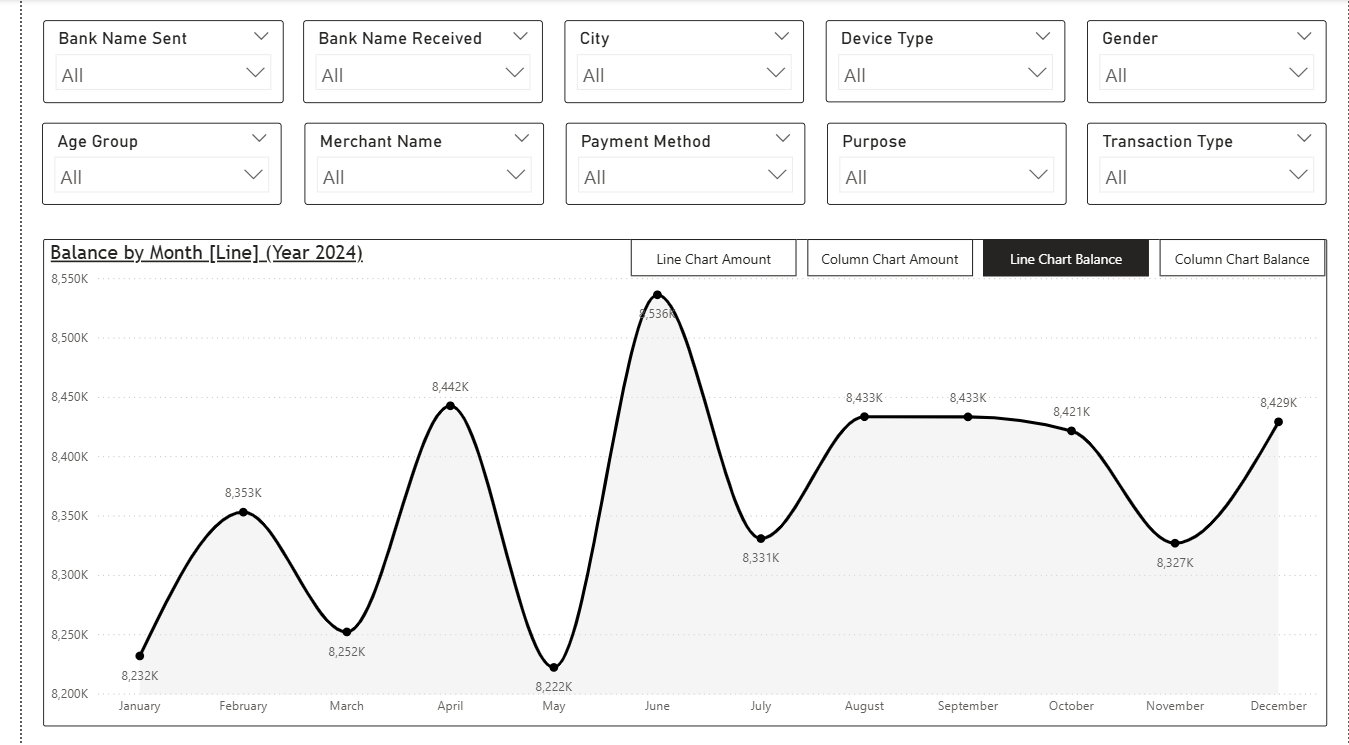 Bank Name Sent
All
Bank Name Received
All
City
All
Device Type
All
Gender
All
Age Group
All
Merchant Name
All
Payment Method
All
Purpose
All
Transaction Type
All
Balance by Month [Line] (Year 2024)
Line Chart Amount
Column Chart Amount
Line Chart Balance
Column Chart Balance
8,550K
8,500K
8,450K
8,400K
8,350K
8,300K
8,250K
8,200K
8,232K
8,353K
8,252K
8,442K
8,222K
8,536K
8,331K
8,433K
8,433K
8,421K
8,327K
8,429K
January
February
March
April
May
June
July
August
September
October
November
December